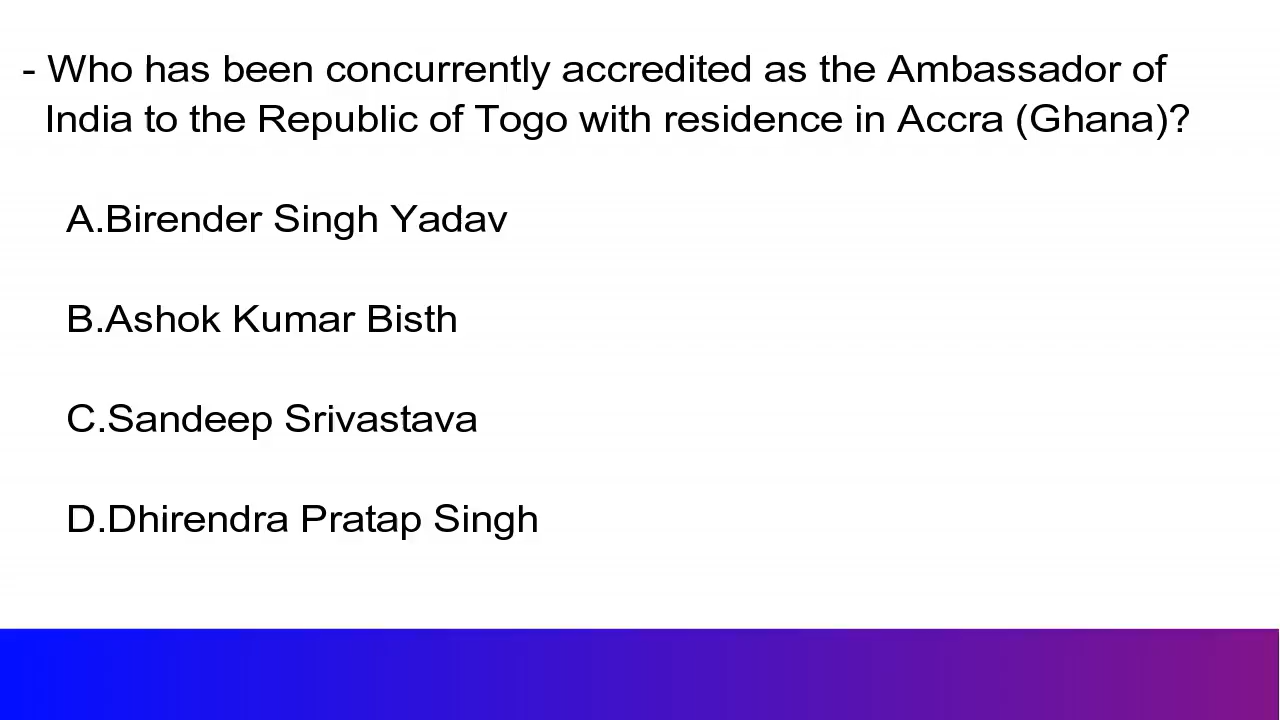 - Who has been concurrently accredited as the Ambassador of
India to the Republic of Togo with residence in Accra (Ghana)?
A.Birender Singh Yadav
B.Ashok Kumar Bisth
C.Sandeep Srivastava
D.Dhirendra Pratap Singh